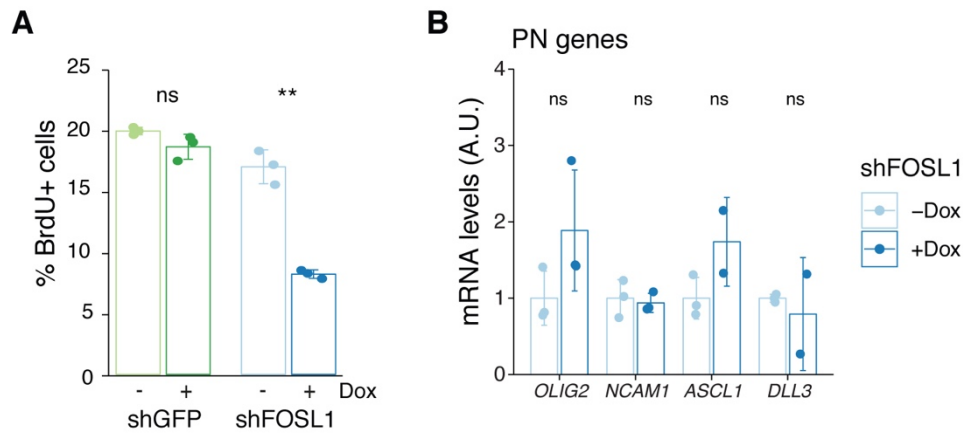 A
25
20
15
10
5
0
% BrdU+ cells
ns
**
- + - + Dox
shGFP shFOSL1
B
PN genes
4
3
2
1
0
mRNA levels (A.U.)
ns ns ns ns
OLIG2 NCAM1 ASCL1 DLL3
shFOSL1
–Dox
+Dox